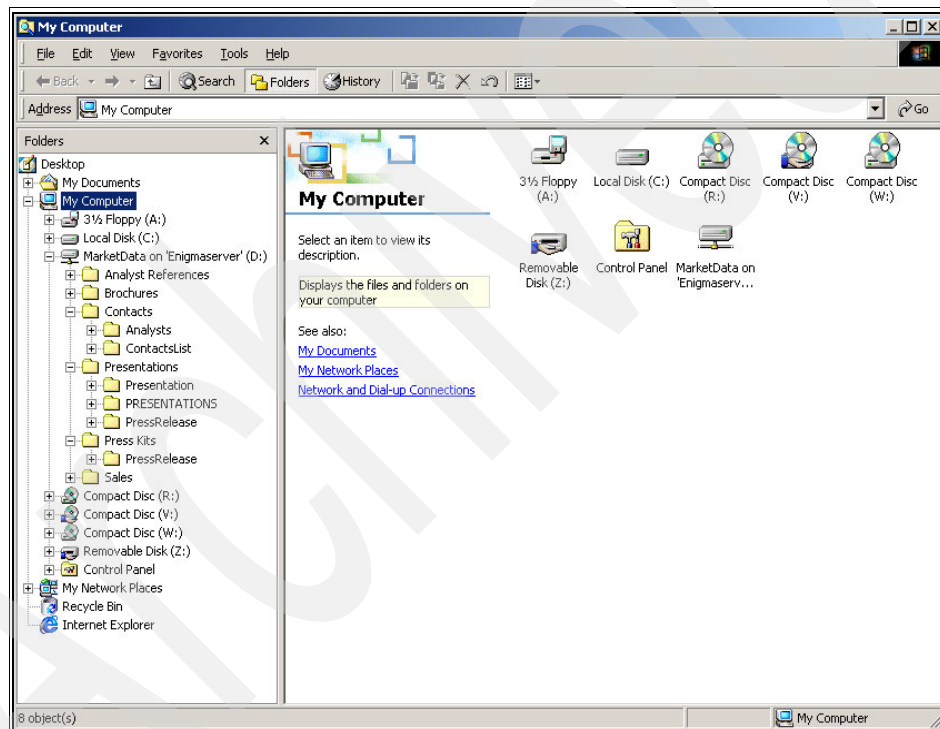 My Computer
File Edit View Favorites Tools Help
Back Search Folders History
Address My Computer Go
Folders
Desktop
My Documents
My Computer
3½ Floppy (A:)
Local Disk (C:)
MarketData on 'Enigmaserver' (D:)
Analyst References
Brochures
Contacts
Analysts
ContactsList
Presentations
Presentation
PRESENTATIONS
PressRelease
Press Kits
PressRelease
Sales
Compact Disc (R:)
Compact Disc (V:)
Compact Disc (W:)
Removable Disk (Z:)
Control Panel
My Network Places
Recycle Bin
Internet Explorer
My Computer
Select an item to view its
description.
Displays the files and folders on
your computer
See also:
My Documents
My Network Places
Network and Dial-up Connections
3½ Floppy
(A:)
Local Disk (C:)
Compact Disc
(R:)
Compact Disc
(V:)
Compact Disc
(W:)
Removable
Disk (Z:)
Control Panel
MarketData on
'Enigmaserv...
8 object(s)
My Computer